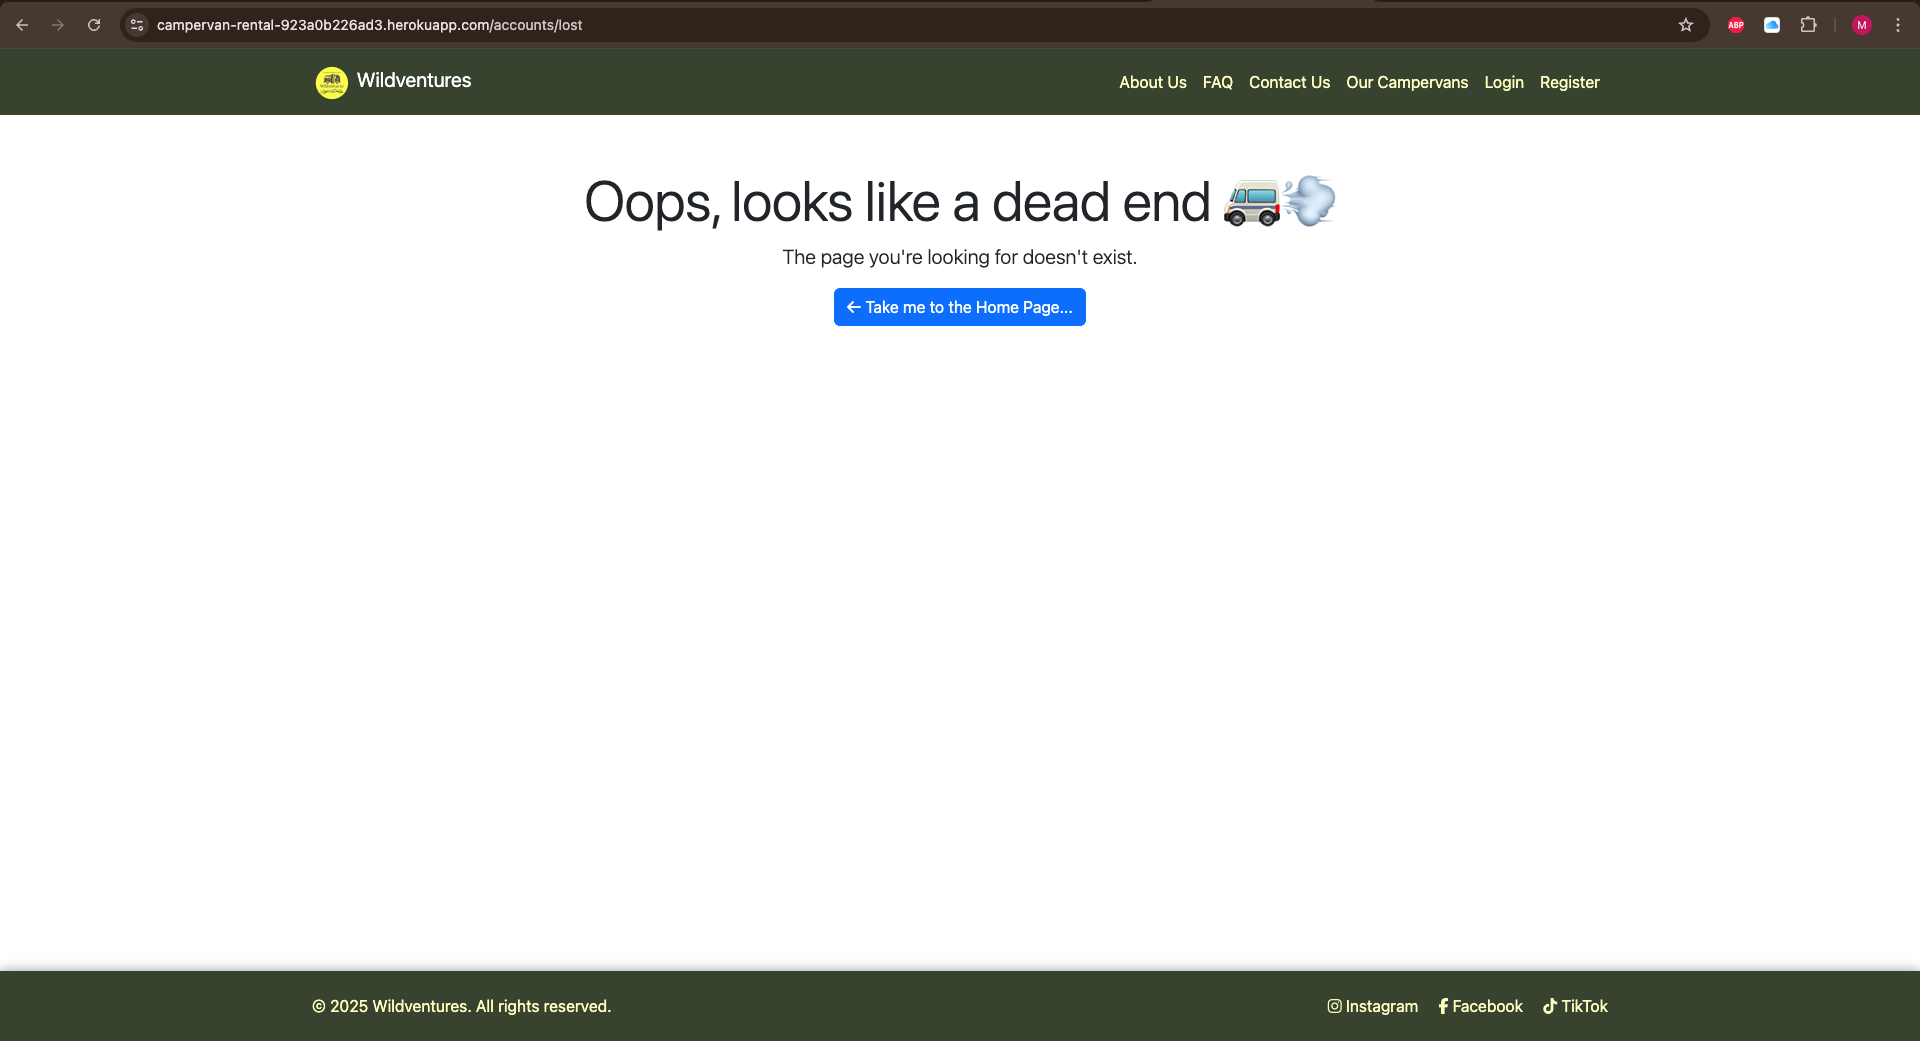 campervan-rental-923a0b226ad3.herokuapp.com/accounts/lost
ABP
M
Wildventures
About Us FAQ Contact Us Our Campervans Login Register
Oops, looks like a dead end
The page you're looking for doesn't exist.
← Take me to the Home Page...
© 2025 Wildventures. All rights reserved.
Instagram Facebook TikTok